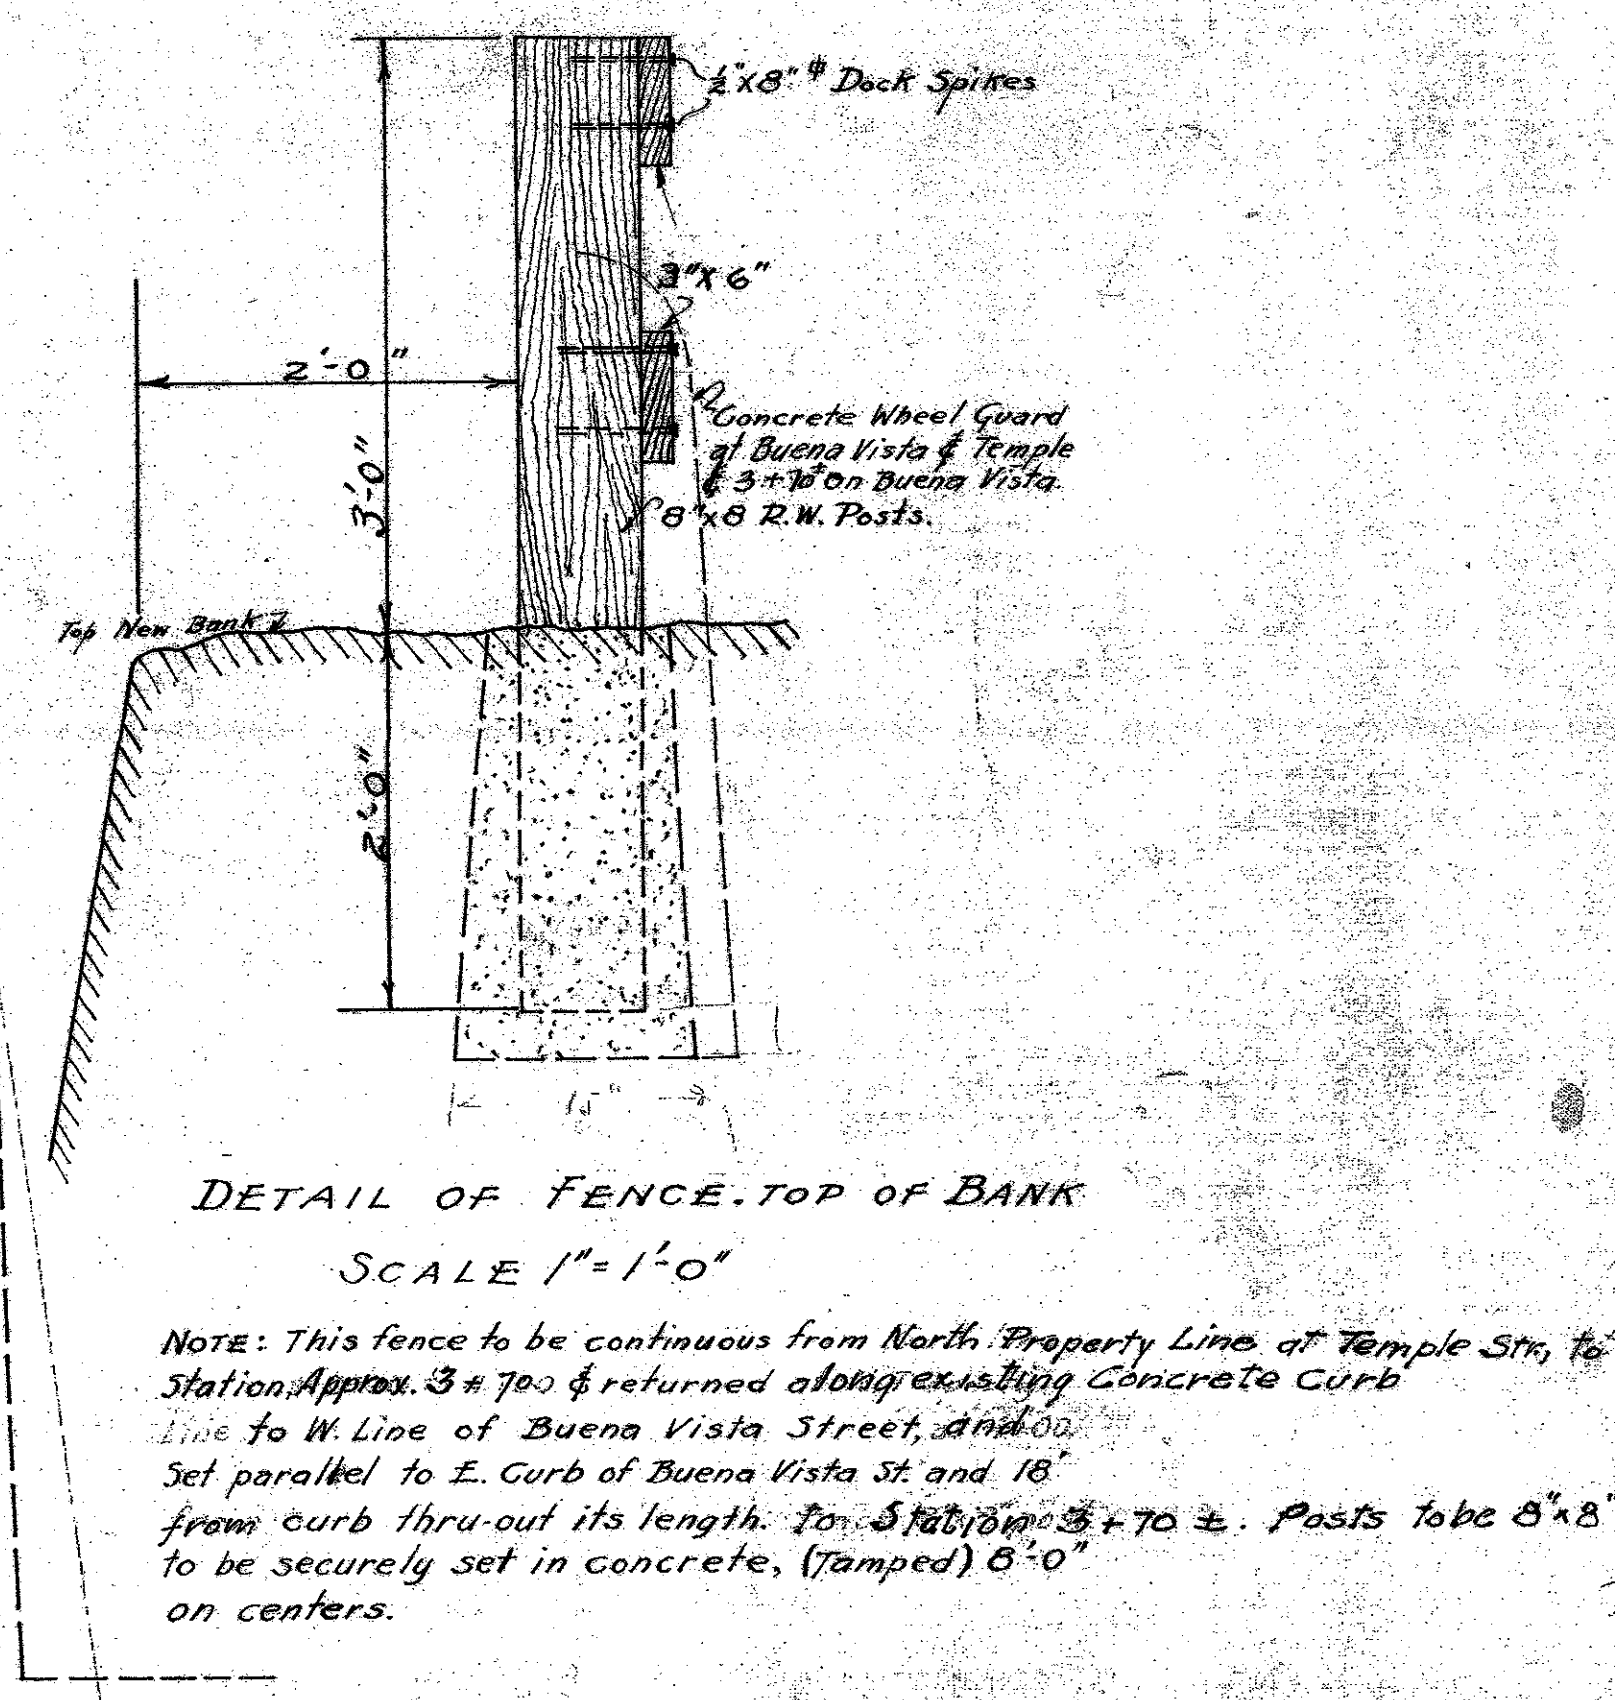 ½"x8" Dock Spikes
3"x 6"
2'-0"
Concrete Wheel Guard
at Buena Vista & Temple
& 3+70± on Buena Vista.
3'-0"
8"x8 R.W. Posts.
Top New Bank
2'-0"
15"
DETAIL OF FENCE. TOP OF BANK
SCALE 1"= 1'-0"
NOTE: This fence to be continuous from North Property Line at Temple Str, to
Station, Approx. 3+70 & returned along existing Concrete Curb
Line to W. Line of Buena Vista Street, and
Set parallel to E. Curb of Buena Vista St. and 18'
from curb thru-out its length. to Station 3+70 ±. Posts to be 8"x8"
to be securely set in concrete, (Tamped) 8'-0"
on centers.